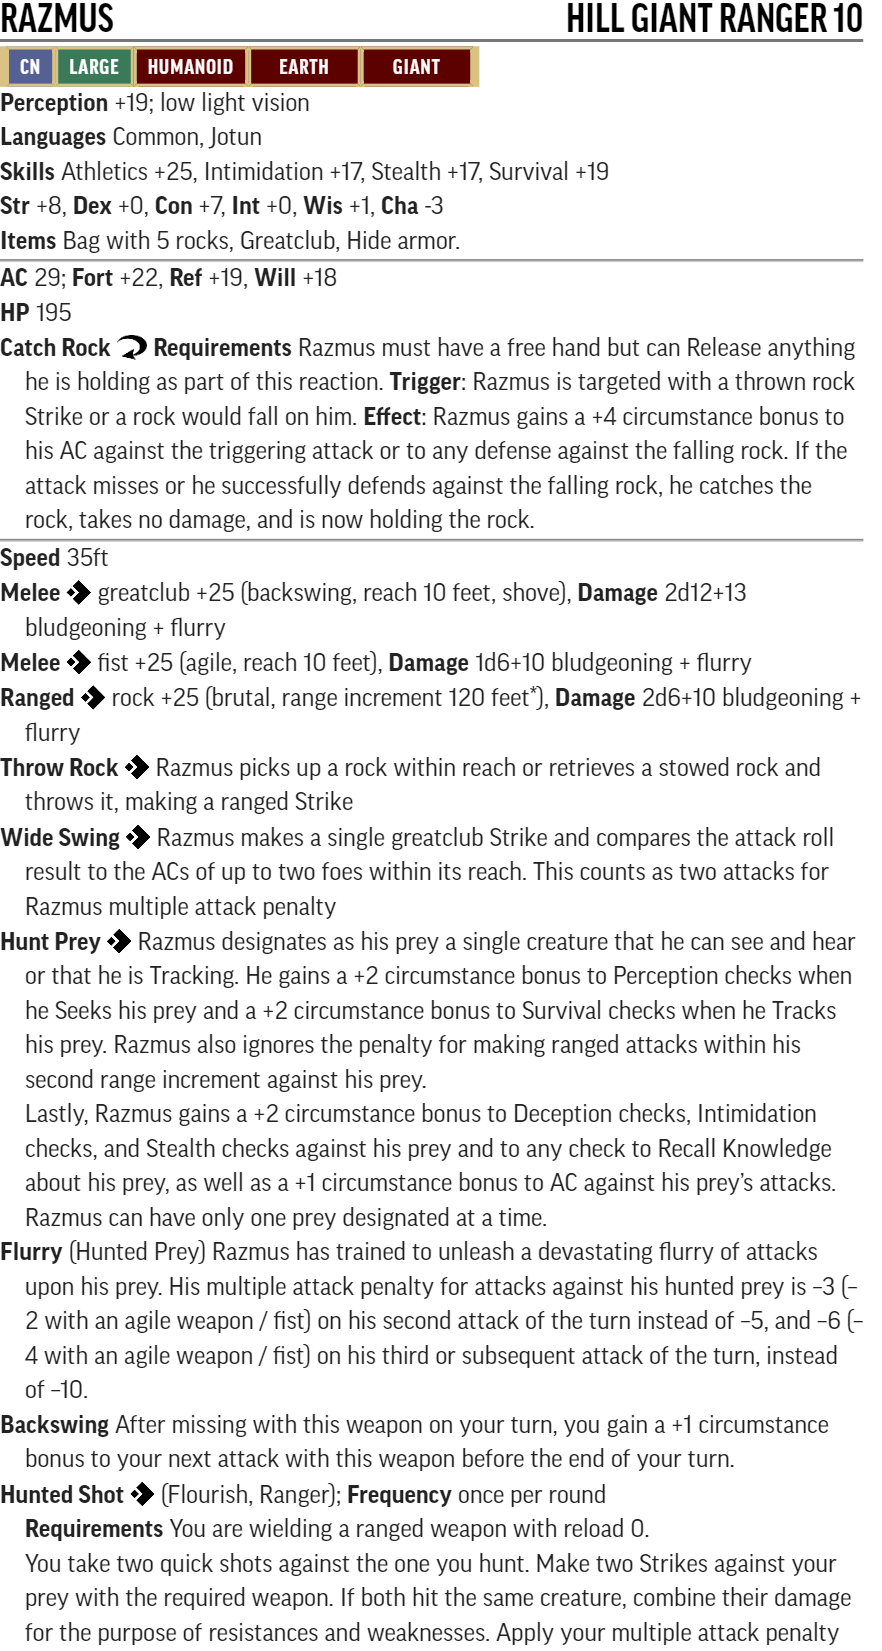 RAZMUS HILL GIANT RANGER 10
CN LARGE HUMANOID EARTH GIANT
Perception +19; low light vision
Languages Common, Jotun
Skills Athletics +25, Intimidation +17, Stealth +17, Survival +19
Str +8, Dex +0, Con +7, Int +0, Wis +1, Cha -3
Items Bag with 5 rocks, Greatclub, Hide armor.
AC 29; Fort +22, Ref +19, Will +18
HP 195
Catch Rock Requirements Razmus must have a free hand but can Release anything
he is holding as part of this reaction. Trigger: Razmus is targeted with a thrown rock
Strike or a rock would fall on him. Effect: Razmus gains a +4 circumstance bonus to
his AC against the triggering attack or to any defense against the falling rock. If the
attack misses or he successfully defends against the falling rock, he catches the
rock, takes no damage, and is now holding the rock.
Speed 35ft
Melee greatclub +25 (backswing, reach 10 feet, shove), Damage 2d12+13
bludgeoning + flurry
Melee fist +25 (agile, reach 10 feet), Damage 1d6+10 bludgeoning + flurry
Ranged rock +25 (brutal, range increment 120 feet*), Damage 2d6+10 bludgeoning +
flurry
Throw Rock Razmus picks up a rock within reach or retrieves a stowed rock and
throws it, making a ranged Strike
Wide Swing Razmus makes a single greatclub Strike and compares the attack roll
result to the ACs of up to two foes within its reach. This counts as two attacks for
Razmus multiple attack penalty
Hunt Prey Razmus designates as his prey a single creature that he can see and hear
or that he is Tracking. He gains a +2 circumstance bonus to Perception checks when
he Seeks his prey and a +2 circumstance bonus to Survival checks when he Tracks
his prey. Razmus also ignores the penalty for making ranged attacks within his
second range increment against his prey.
Lastly, Razmus gains a +2 circumstance bonus to Deception checks, Intimidation
checks, and Stealth checks against his prey and to any check to Recall Knowledge
about his prey, as well as a +1 circumstance bonus to AC against his prey's attacks.
Razmus can have only one prey designated at a time.
Flurry (Hunted Prey) Razmus has trained to unleash a devastating flurry of attacks
upon his prey. His multiple attack penalty for attacks against his hunted prey is –3 (–
2 with an agile weapon / fist) on his second attack of the turn instead of –5, and –6 (–
4 with an agile weapon / fist) on his third or subsequent attack of the turn, instead
of –10.
Backswing After missing with this weapon on your turn, you gain a +1 circumstance
bonus to your next attack with this weapon before the end of your turn.
Hunted Shot (Flourish, Ranger); Frequency once per round
Requirements You are wielding a ranged weapon with reload 0.
You take two quick shots against the one you hunt. Make two Strikes against your
prey with the required weapon. If both hit the same creature, combine their damage
for the purpose of resistances and weaknesses. Apply your multiple attack penalty